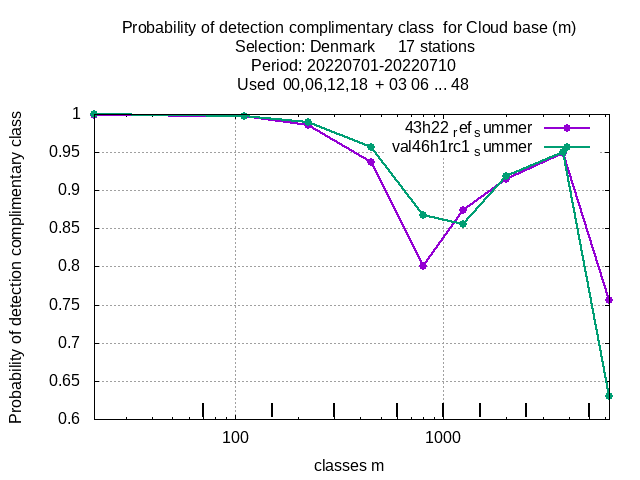 Probability of detection complimentary class for Cloud base (m)
Selection: Denmark 17 stations
Period: 20220701-20220710
Used 00,06,12,18 + 03 06 ... 48
Probability of detection complimentary class
1
0.95
0.9
0.85
0.8
0.75
0.7
0.65
0.6
43h22refsummer
val46h1rc1summer
100
1000
classes m